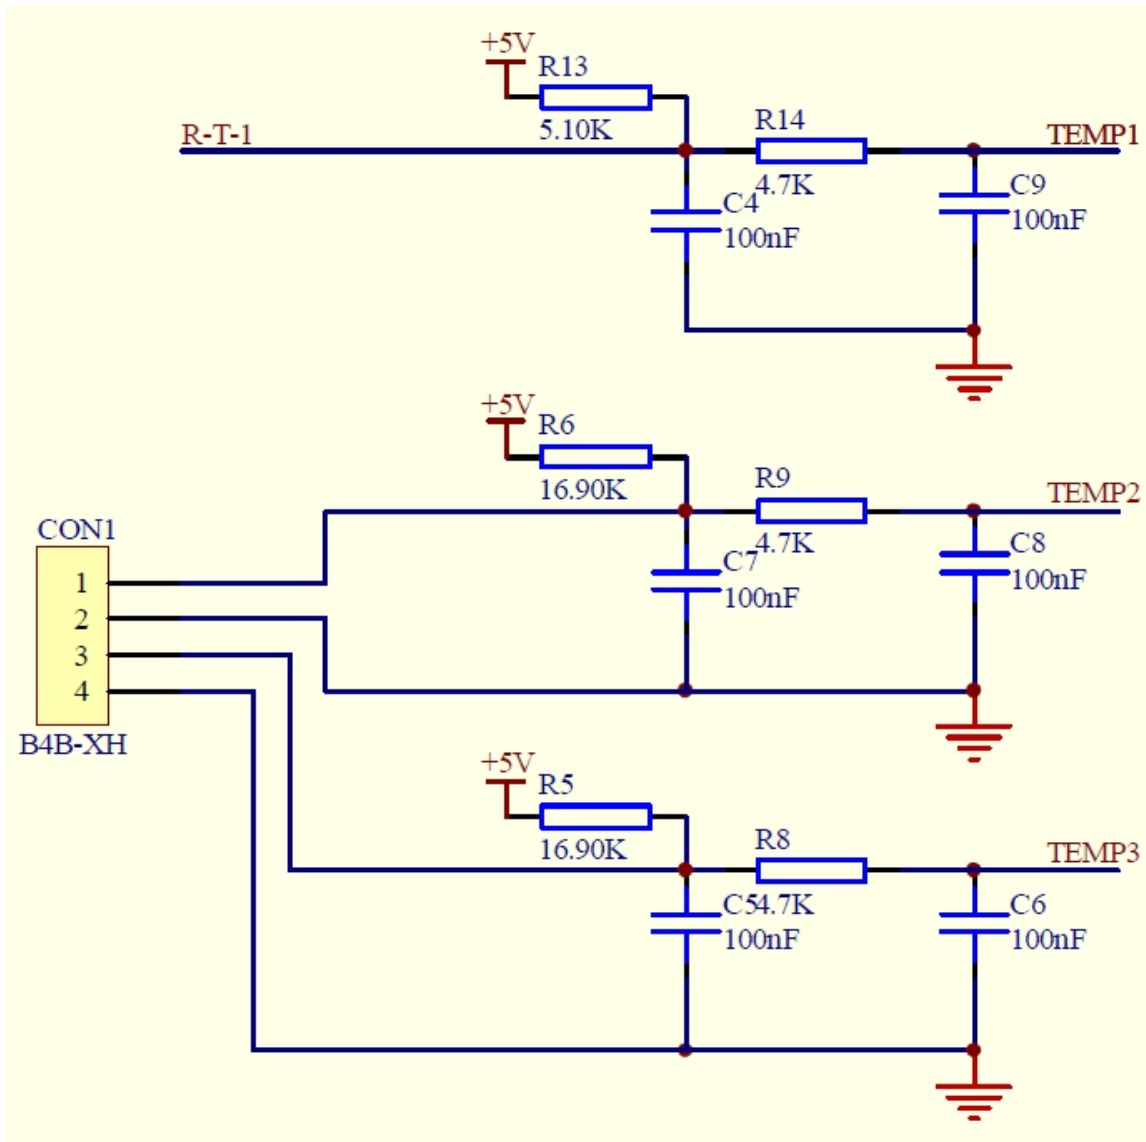 +5V
R13
5.10K
R-T-1
R14
4.7K
TEMP1
C4
100nF
C9
100nF
+5V
R6
16.90K
R9
4.7K
TEMP2
C7
100nF
C8
100nF
CON1
1
2
3
4
B4B-XH
+5V
R5
16.90K
R8
4.7K
TEMP3
C5
100nF
C6
100nF